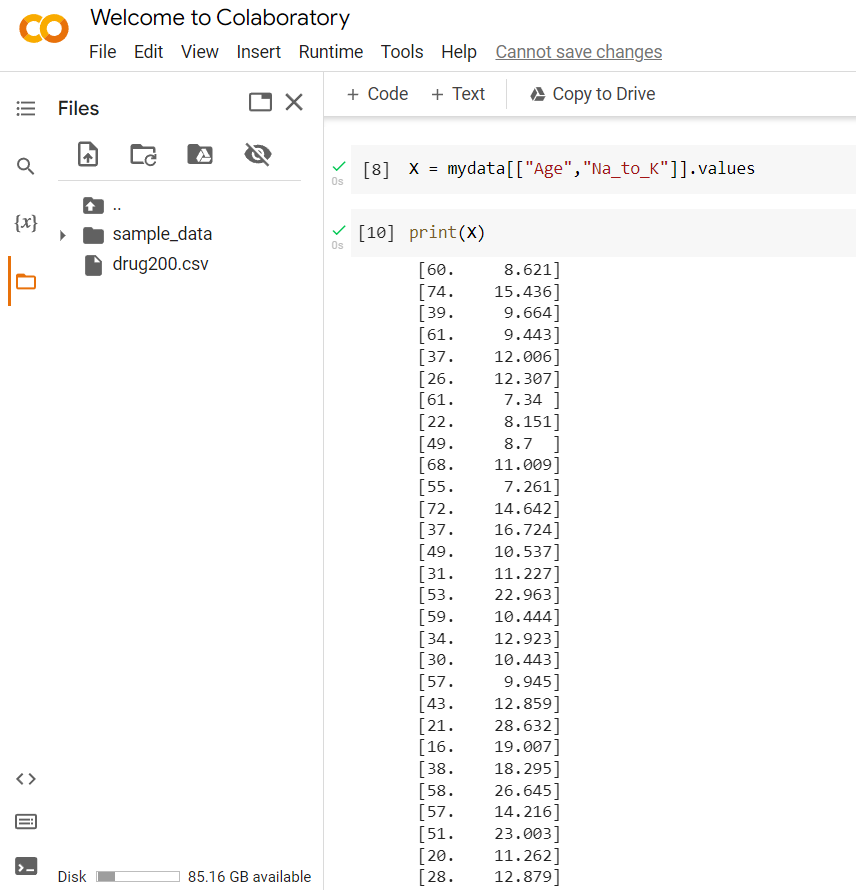 Welcome to Colaboratory
File Edit View Insert Runtime Tools Help Cannot save changes
Files
+ Code + Text Copy to Drive
{x}
..
sample_data
drug200.csv
[8] X = mydata[["Age","Na_to_K"]].values
0s
[10] print(X)
0s
[60. 8.621]
[74. 15.436]
[39. 9.664]
[61. 9.443]
[37. 12.006]
[26. 12.307]
[61. 7.34 ]
[22. 8.151]
[49. 8.7 ]
[68. 11.009]
[55. 7.261]
[72. 14.642]
[37. 16.724]
[49. 10.537]
[31. 11.227]
[53. 22.963]
[59. 10.444]
[34. 12.923]
[30. 10.443]
[57. 9.945]
[43. 12.859]
[21. 28.632]
[16. 19.007]
[38. 18.295]
[58. 26.645]
[57. 14.216]
[51. 23.003]
[20. 11.262]
[28. 12.879]
Disk 85.16 GB available